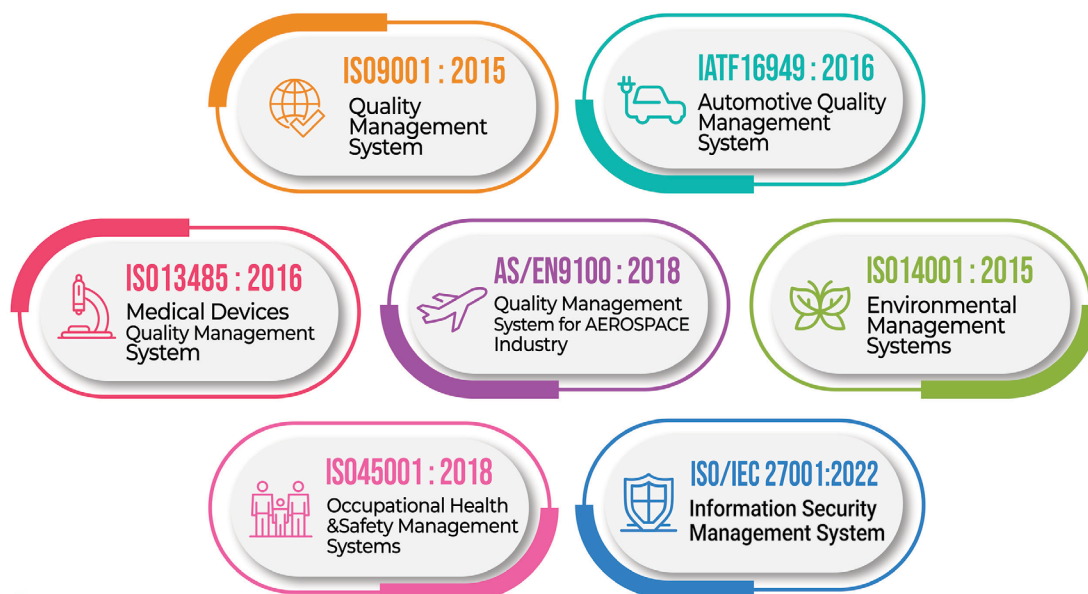 ISO9001 : 2015
Quality
Management
System
IATF16949 : 2016
Automotive Quality
Management
System
ISO13485 : 2016
Medical Devices
Quality Management
System
AS/EN9100 : 2018
Quality Management
System for AEROSPACE
Industry
ISO14001 : 2015
Environmental
Management
Systems
ISO45001 : 2018
Occupational Health
&Safety Management
Systems
ISO/IEC 27001:2022
Information Security
Management System